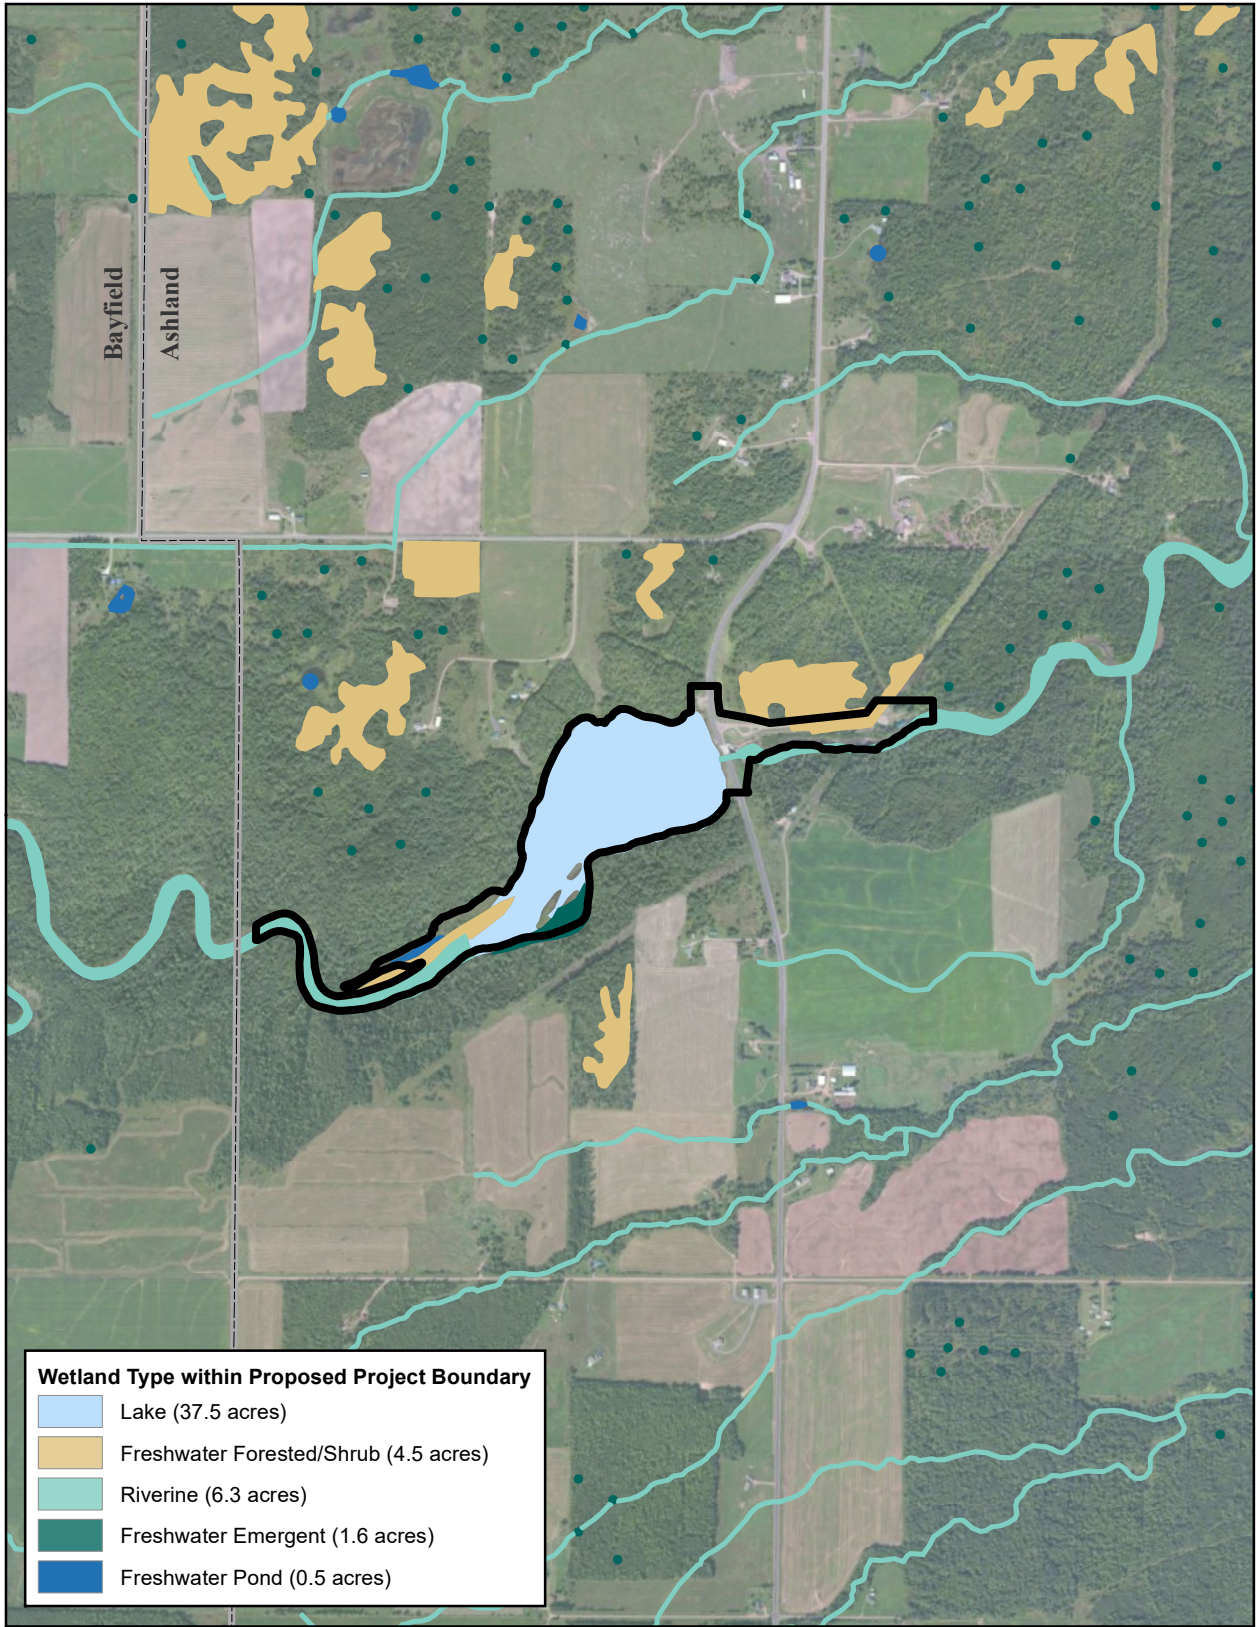 Bayfield
Ashland
Wetland Type within Proposed Project Boundary
Lake (37.5 acres)
Freshwater Forested/Shrub (4.5 acres)
Riverine (6.3 acres)
Freshwater Emergent (1.6 acres)
Freshwater Pond (0.5 acres)